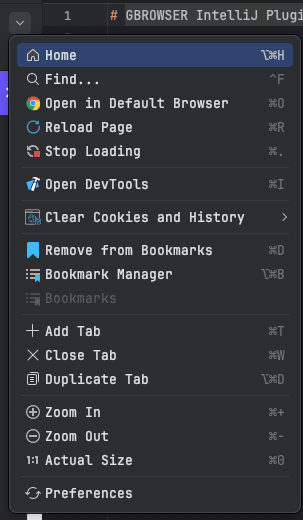 1 # GBROWSER IntelliJ Plugi
Home ⌥⌘H
Find... ^F
Open in Default Browser ⌘O
Reload Page ⌘R
Stop Loading ⌘.
Open DevTools ⌘I
Clear Cookies and History
Remove from Bookmarks ⌘D
Bookmark Manager ⌥⌘B
Bookmarks
Add Tab ⌘T
Close Tab ⌘W
Duplicate Tab ⌥⌘D
Zoom In ⌘+
Zoom Out ⌘-
1:1 Actual Size ⌘0
Preferences